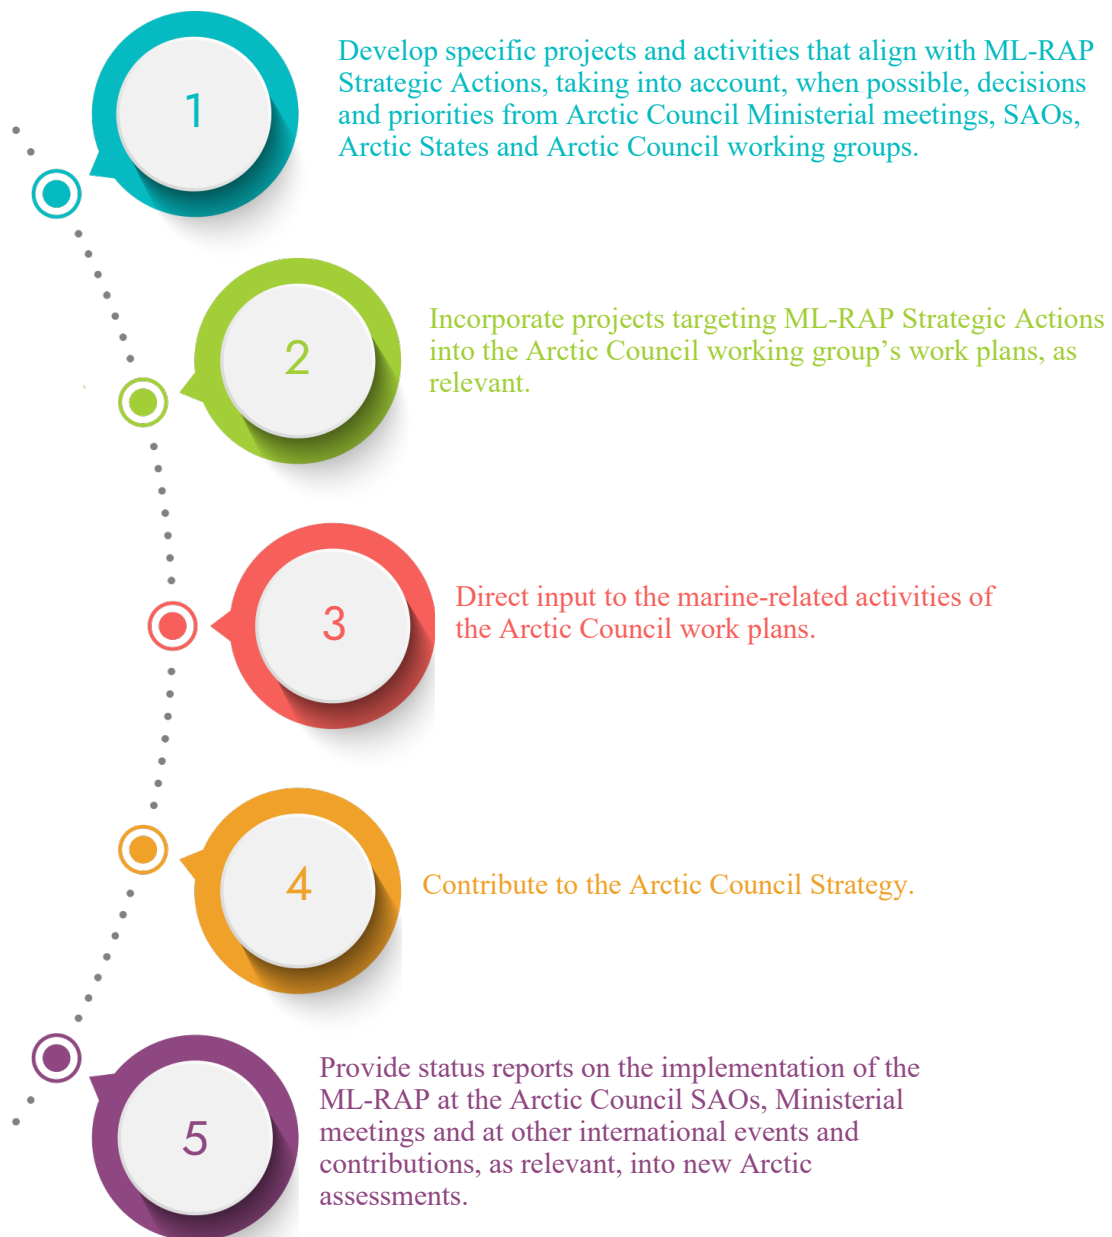 1
Develop specific projects and activities that align with ML-RAP
Strategic Actions, taking into account, when possible, decisions
and priorities from Arctic Council Ministerial meetings, SAOs,
Arctic States and Arctic Council working groups.
2
Incorporate projects targeting ML-RAP Strategic Actions
into the Arctic Council working group’s work plans, as
relevant.
3
Direct input to the marine-related activities of
the Arctic Council work plans.
4
Contribute to the Arctic Council Strategy.
5
Provide status reports on the implementation of the
ML-RAP at the Arctic Council SAOs, Ministerial
meetings and at other international events and
contributions, as relevant, into new Arctic
assessments.